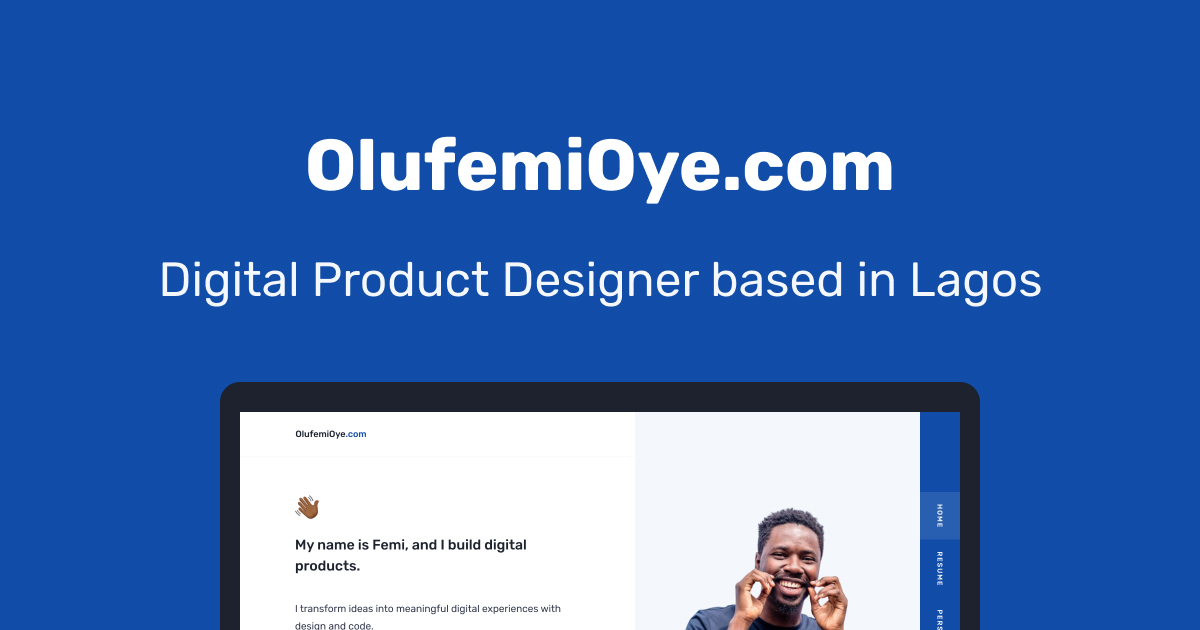 OlufemiOye.com
Digital Product Designer based in Lagos
OlufemiOye.com
My name is Femi, and I build digital
products.
I transform ideas into meaningful digital experiences with
design and code.
HOME
RESUME
PERS